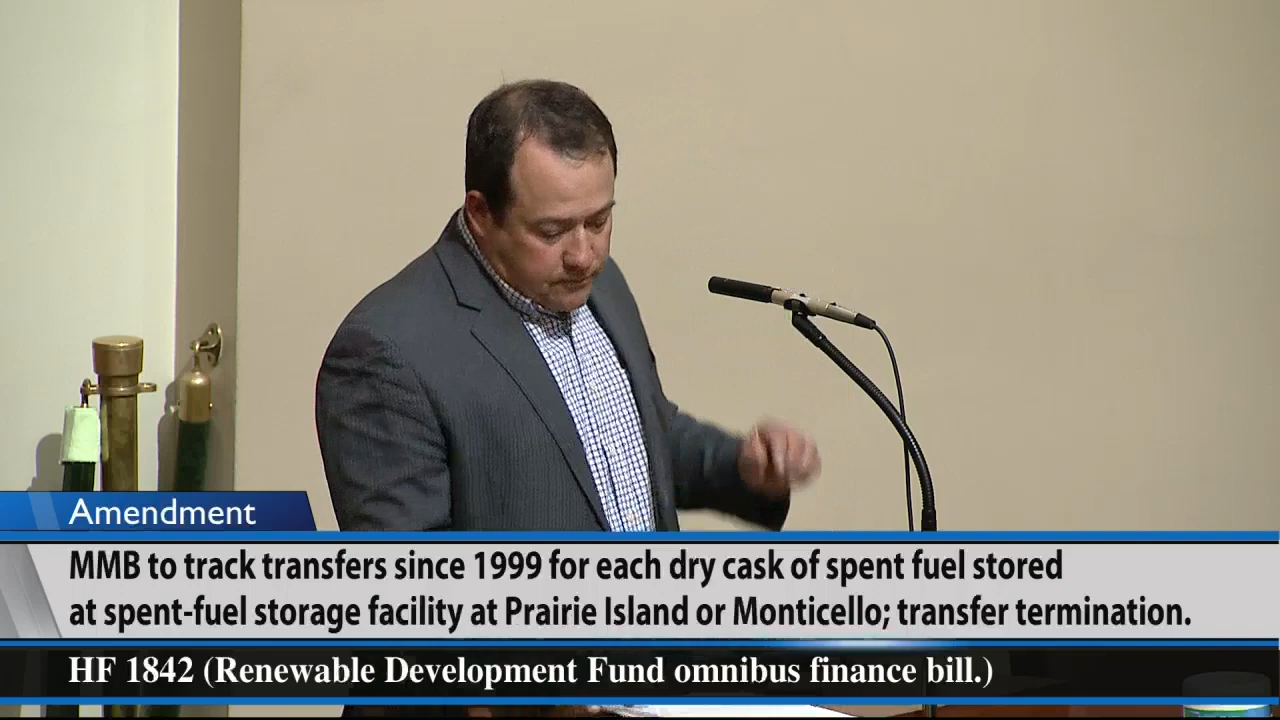 Amendment
MMB to track transfers since 1999 for each dry cask of spent fuel stored
at spent-fuel storage facility at Prairie Island or Monticello; transfer termination.
HF 1842 (Renewable Development Fund omnibus finance bill.)